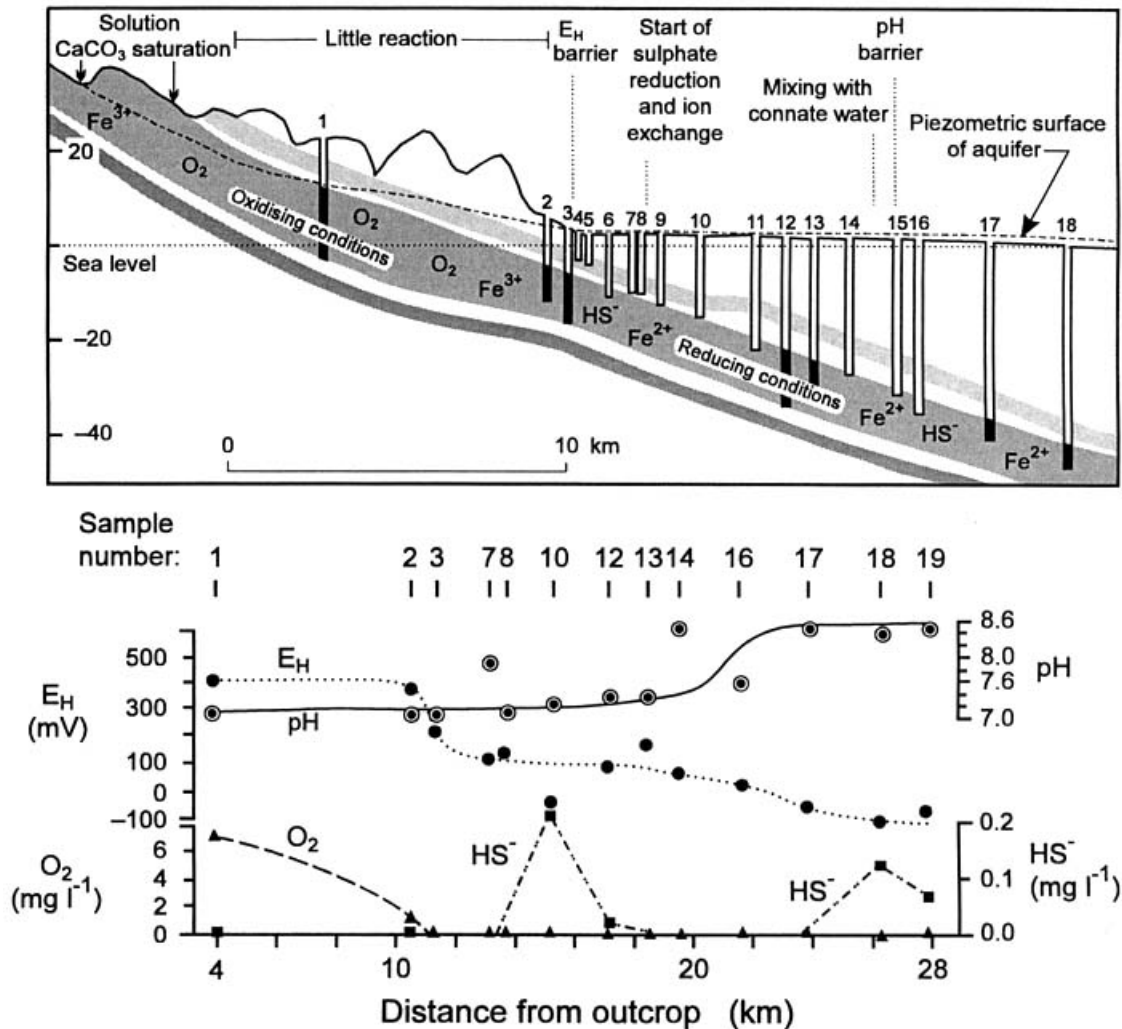 Solution
CaCO₃ saturation
Little reaction
E_H
barrier
Start of
sulphate
reduction
and ion
exchange
Mixing with
connate water
pH
barrier
Piezometric surface
of aquifer
Fe³⁺
20
O₂
Oxidising conditions
O₂
O₂
Fe³⁺
Sea level
HS⁻
Fe²⁺
Reducing conditions
Fe²⁺
HS⁻
Fe²⁺
−20
−40
1
2
3
4
5
6
7
8
9
10
11
12
13
14
15
16
17
18
0
10 km
Sample
number:
1 2 3 7 8 10 12 13 14 16 17 18 19
E_H
(mV)
500
300
100
0
−100
E_H
pH
8.6
8.0
7.6
7.0
pH
O₂
(mg l⁻¹)
6
4
2
0
O₂
HS⁻
HS⁻
0.2
0.1
0.0
HS⁻
(mg l⁻¹)
4 10 20 28
Distance from outcrop (km)